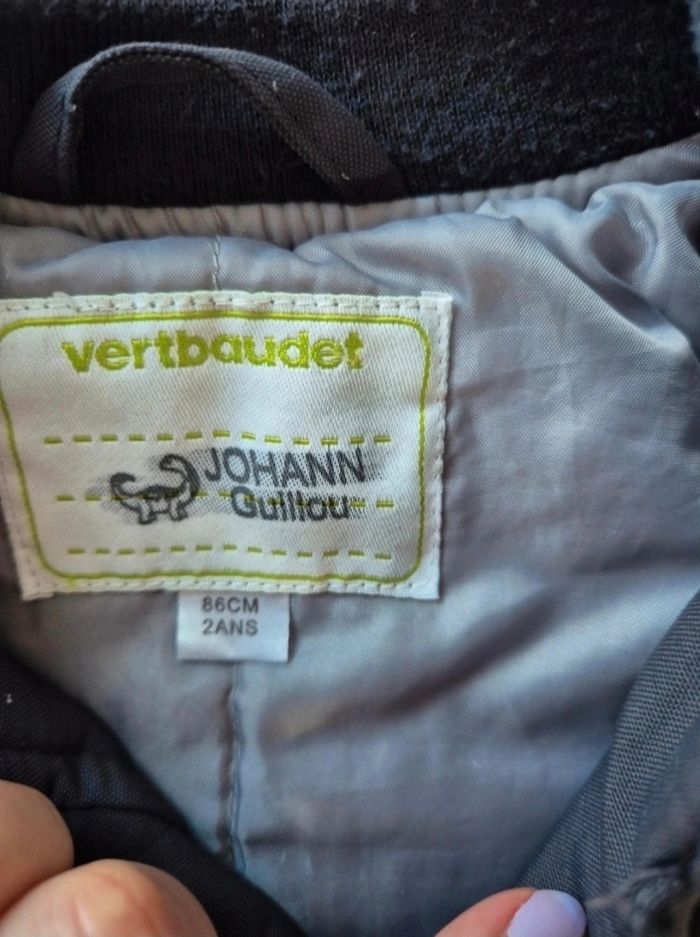 vertbaudet
JOHANN
Guillou
86CM
2ANS